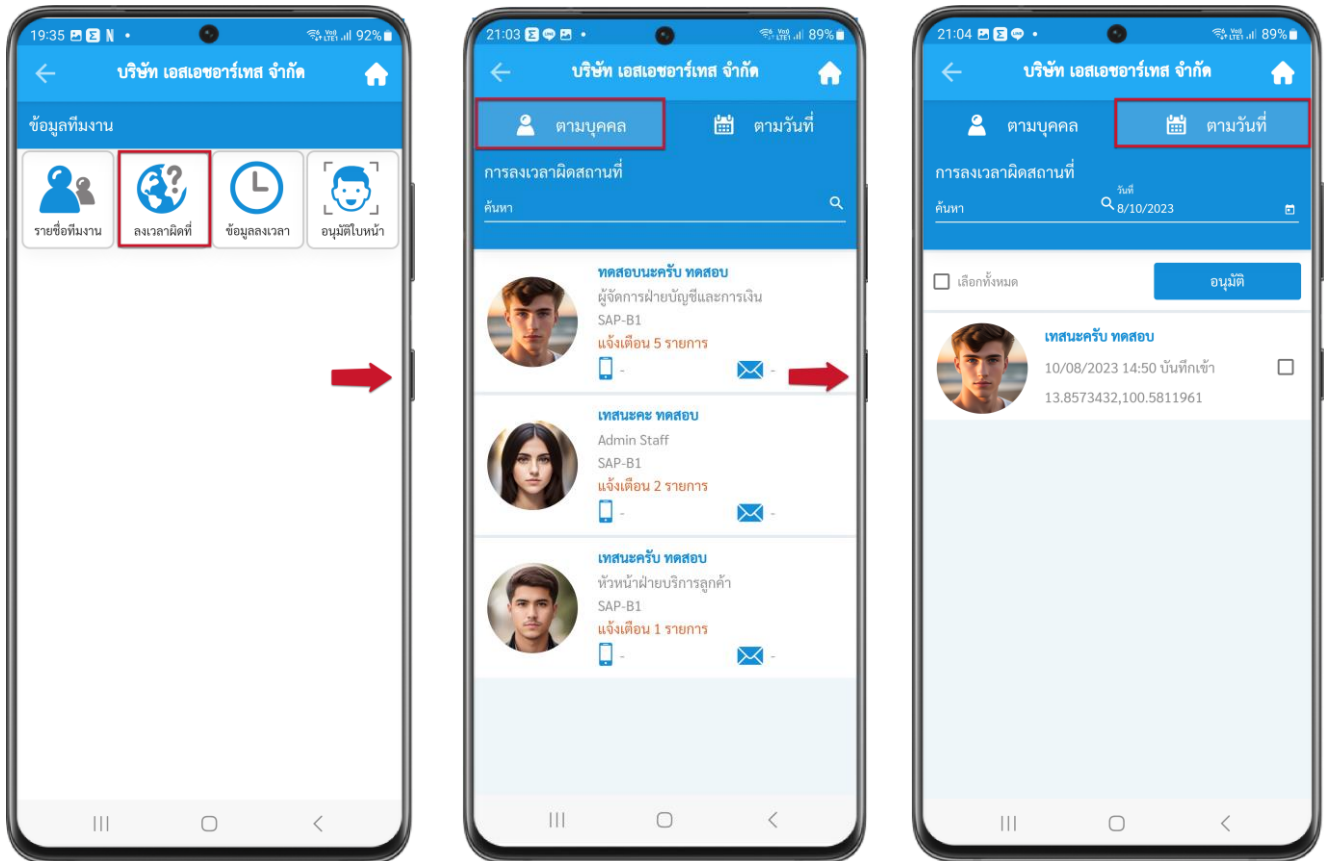 19:35 N 92%
บริษัท เอสเอชอาร์เทส จำกัด
ข้อมูลทีมงาน
รายชื่อทีมงาน
ลงเวลาผิดที่
ข้อมูลลงเวลา
อนุมัติใบหน้า
21:03 89%
บริษัท เอสเอชอาร์เทส จำกัด
ตามบุคคล ตามวันที่
การลงเวลาผิดสถานที่
ค้นหา
ทดสอบนะครับ ทดสอบ
ผู้จัดการฝ่ายบัญชีและการเงิน
SAP-B1
แจ้งเตือน 5 รายการ
- -
เทสนะคะ ทดสอบ
Admin Staff
SAP-B1
แจ้งเตือน 2 รายการ
- -
เทสนะครับ ทดสอบ
หัวหน้าฝ่ายบริการลูกค้า
SAP-B1
แจ้งเตือน 1 รายการ
- -
21:04 89%
บริษัท เอสเอชอาร์เทส จำกัด
ตามบุคคล ตามวันที่
การลงเวลาผิดสถานที่
วันที่
ค้นหา 8/10/2023
เลือกทั้งหมด อนุมัติ
เทสนะครับ ทดสอบ
10/08/2023 14:50 บันทึกเข้า
13.8573432,100.5811961